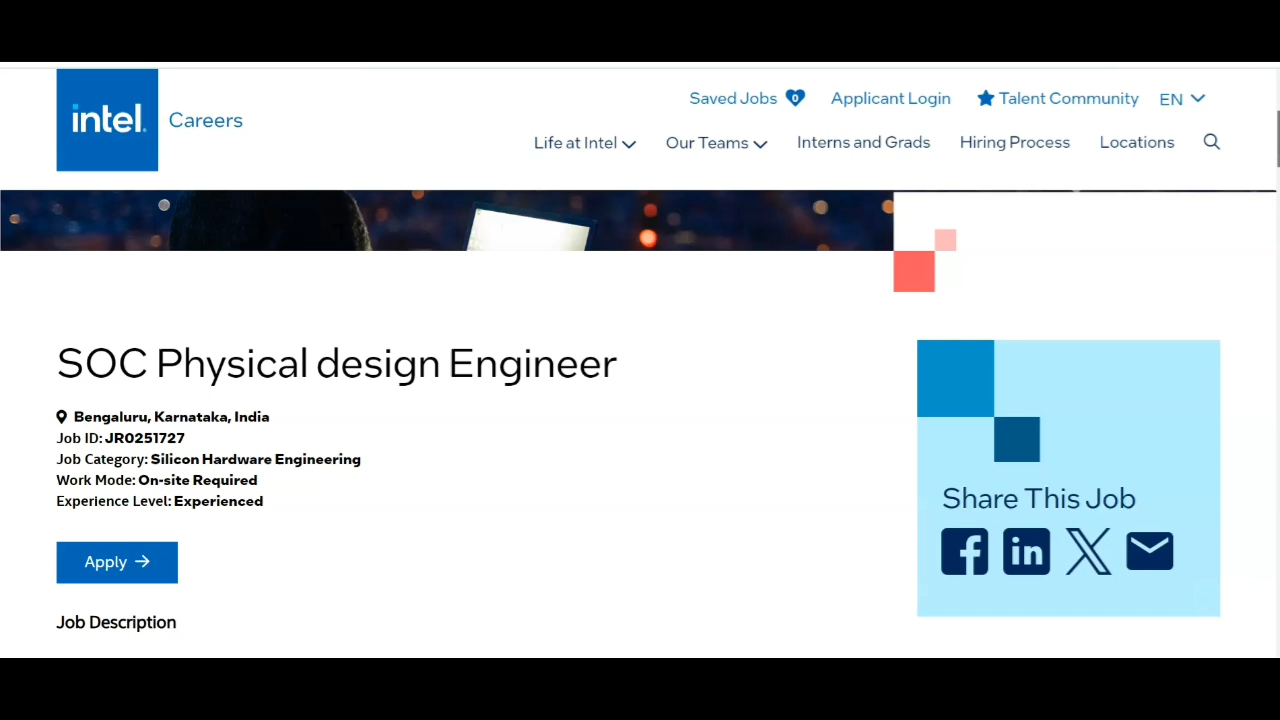 intel.
Careers
Saved Jobs 0 Applicant Login Talent Community EN
Life at Intel Our Teams Interns and Grads Hiring Process Locations
SOC Physical design Engineer
Bengaluru, Karnataka, India
Job ID: JR0251727
Job Category: Silicon Hardware Engineering
Work Mode: On-site Required
Experience Level: Experienced
Apply →
Job Description
Share This Job